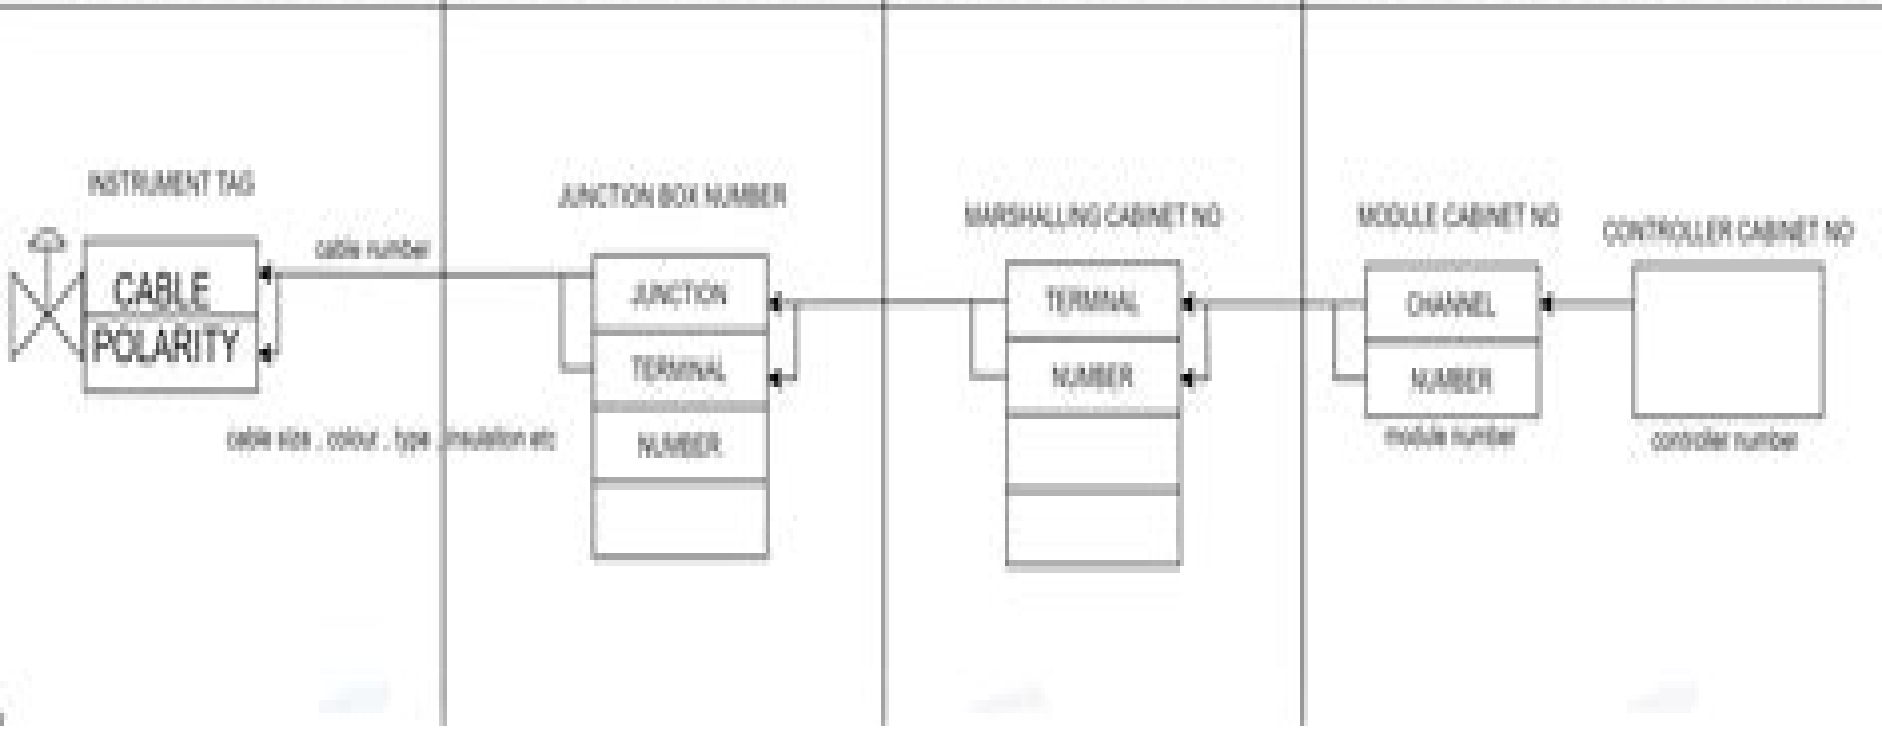 INSTRUMENT TAG
CABLE
POLARITY
cable number
cable size , colour , type , insulation etc
JUNCTION BOX NUMBER
JUNCTION
TERMINAL
NUMBER
MARSHALLING CABINET NO
TERMINAL
NUMBER
MODULE CABINET NO
CHANNEL
NUMBER
module number
CONTROLLER CABINET NO
controller number